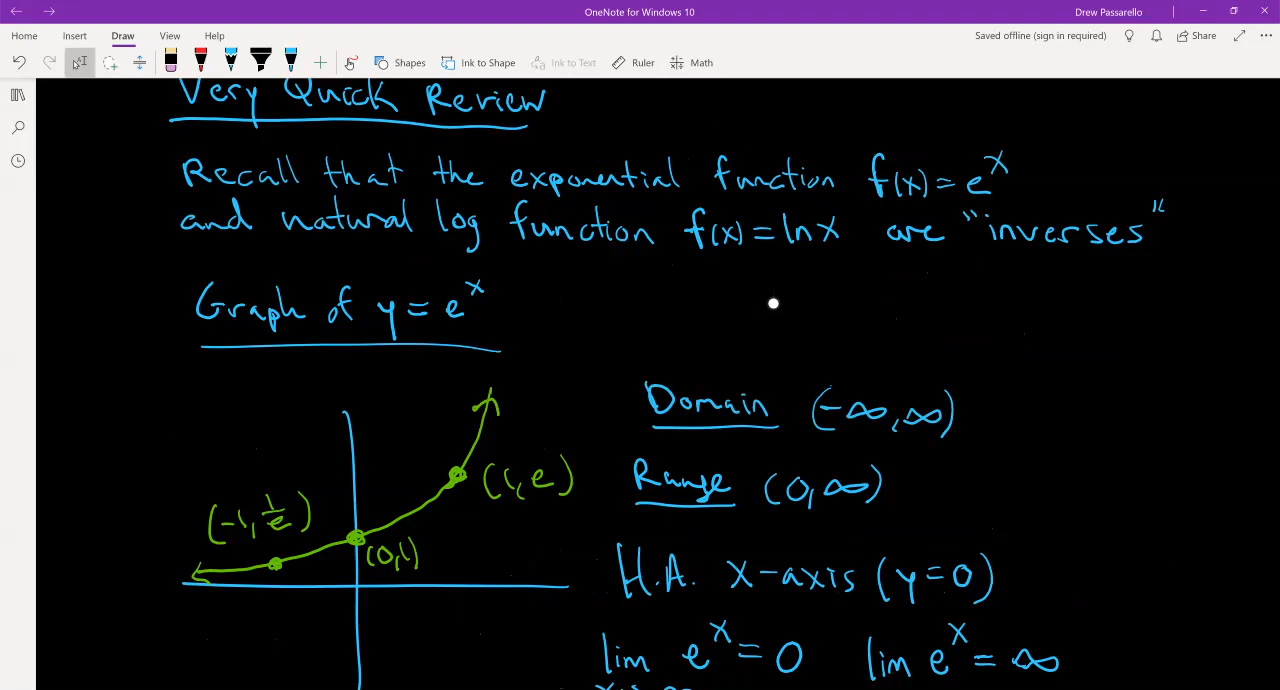 OneNote for Windows 10
Drew Passarello
Home Insert Draw View Help
Saved offline (sign in required)
Share
Shapes Ink to Shape Ink to Text Ruler Math
Very Quick Review
Recall that the exponential function f(x) = e^x
and natural log function f(x) = ln x are "inverses"
Graph of y = e^x
Domain (-∞, ∞)
Range (0, ∞)
(1, e)
(-1, 1/e)
(0, 1)
H.A. x-axis (y = 0)
lim e^x = 0 lim e^x = ∞